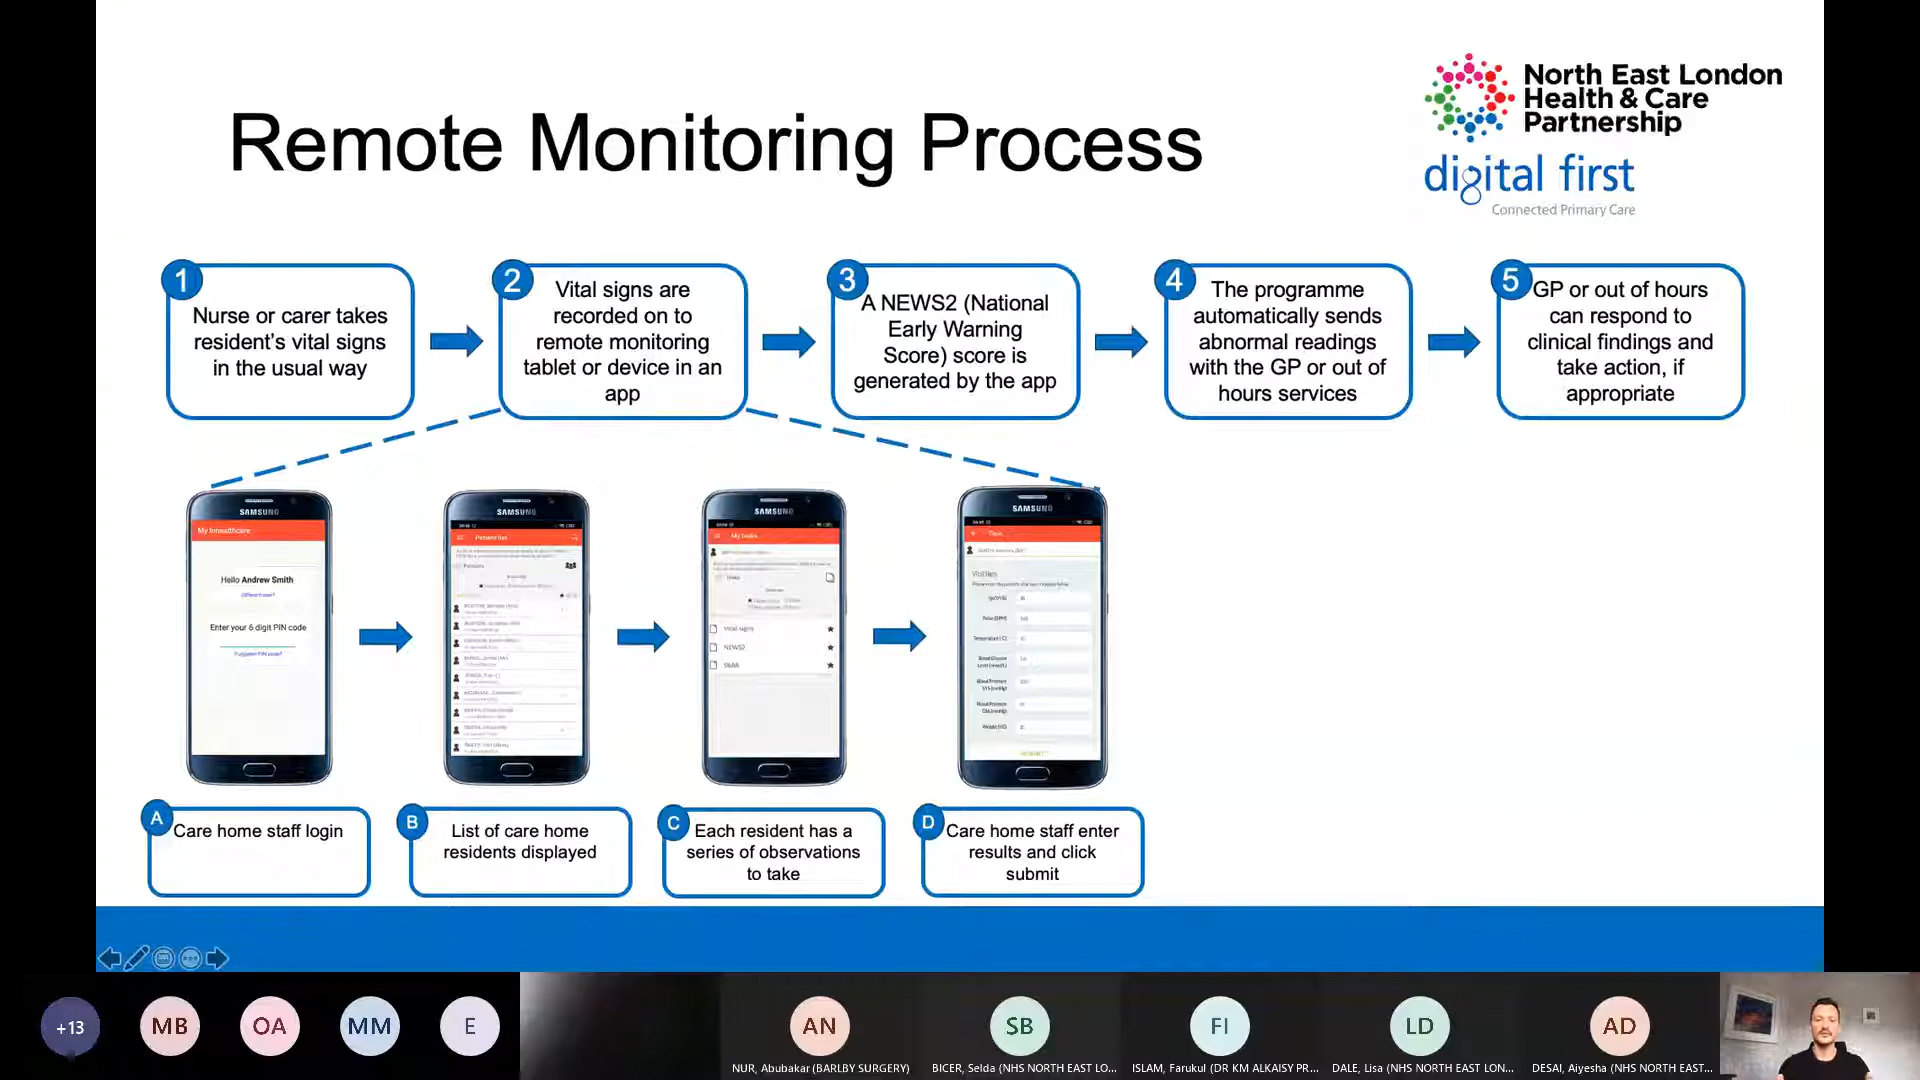 North East London
Health & Care
Partnership
digital first
Connected Primary Care
Remote Monitoring Process
1
Nurse or carer takes
resident's vital signs
in the usual way
2
Vital signs are
recorded on to
remote monitoring
tablet or device in an
app
3
A NEWS2 (National
Early Warning
Score) score is
generated by the app
4
The programme
automatically sends
abnormal readings
with the GP or out of
hours services
5
GP or out of hours
can respond to
clinical findings and
take action, if
appropriate
SAMSUNG
My Inhealthcare
Hello Andrew Smith
Enter your 6 digit PIN code
SAMSUNG
Patient list
SAMSUNG
My tasks
Vital signs
NEWS2
SBAR
SAMSUNG
A
Care home staff login
B
List of care home
residents displayed
C
Each resident has a
series of observations
to take
D
Care home staff enter
results and click
submit
+13
MB
OA
MM
E
AN
NUR, Abubakar (BARLBY SURGERY)
SB
BICER, Selda (NHS NORTH EAST LO...
FI
ISLAM, Farukul (DR KM ALKAISY PR...
LD
DALE, Lisa (NHS NORTH EAST LON...
AD
DESAI, Aiyesha (NHS NORTH EAST...